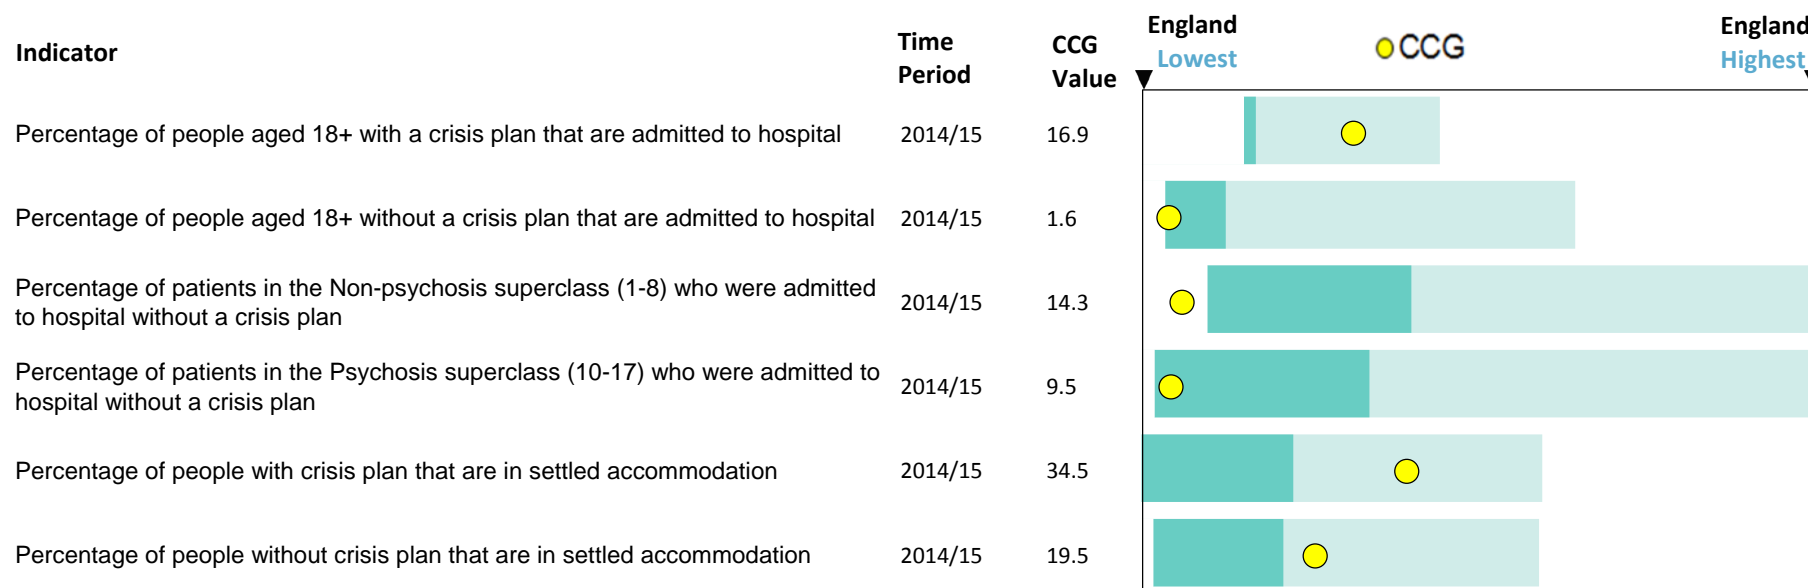 Indicator
Time Period
CCG Value
England Lowest
CCG
England Highest
Percentage of people aged 18+ with a crisis plan that are admitted to hospital 2014/15 16.9
Percentage of people aged 18+ without a crisis plan that are admitted to hospital 2014/15 1.6
Percentage of patients in the Non-psychosis superclass (1-8) who were admitted
to hospital without a crisis plan 2014/15 14.3
Percentage of patients in the Psychosis superclass (10-17) who were admitted to
hospital without a crisis plan 2014/15 9.5
Percentage of people with crisis plan that are in settled accommodation 2014/15 34.5
Percentage of people without crisis plan that are in settled accommodation 2014/15 19.5